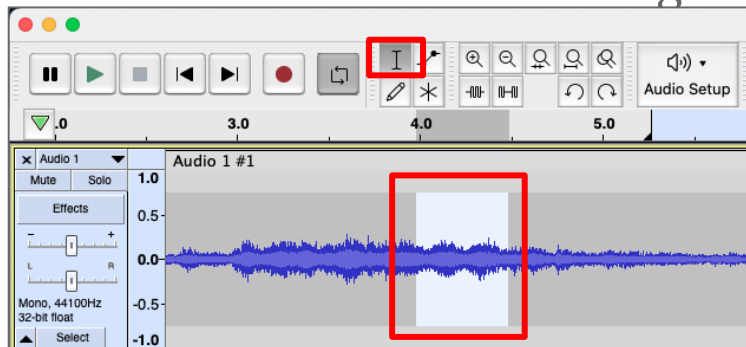 Audio Setup
.0 3.0 4.0 5.0
Audio 1
Audio 1 #1
Mute Solo
1.0
Effects
0.5
- +
0.0
L R
Mono, 44100Hz
-0.5
32-bit float
Select
-1.0